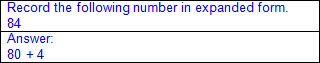 Record the following number in expanded form.
84
Answer:
80 + 4